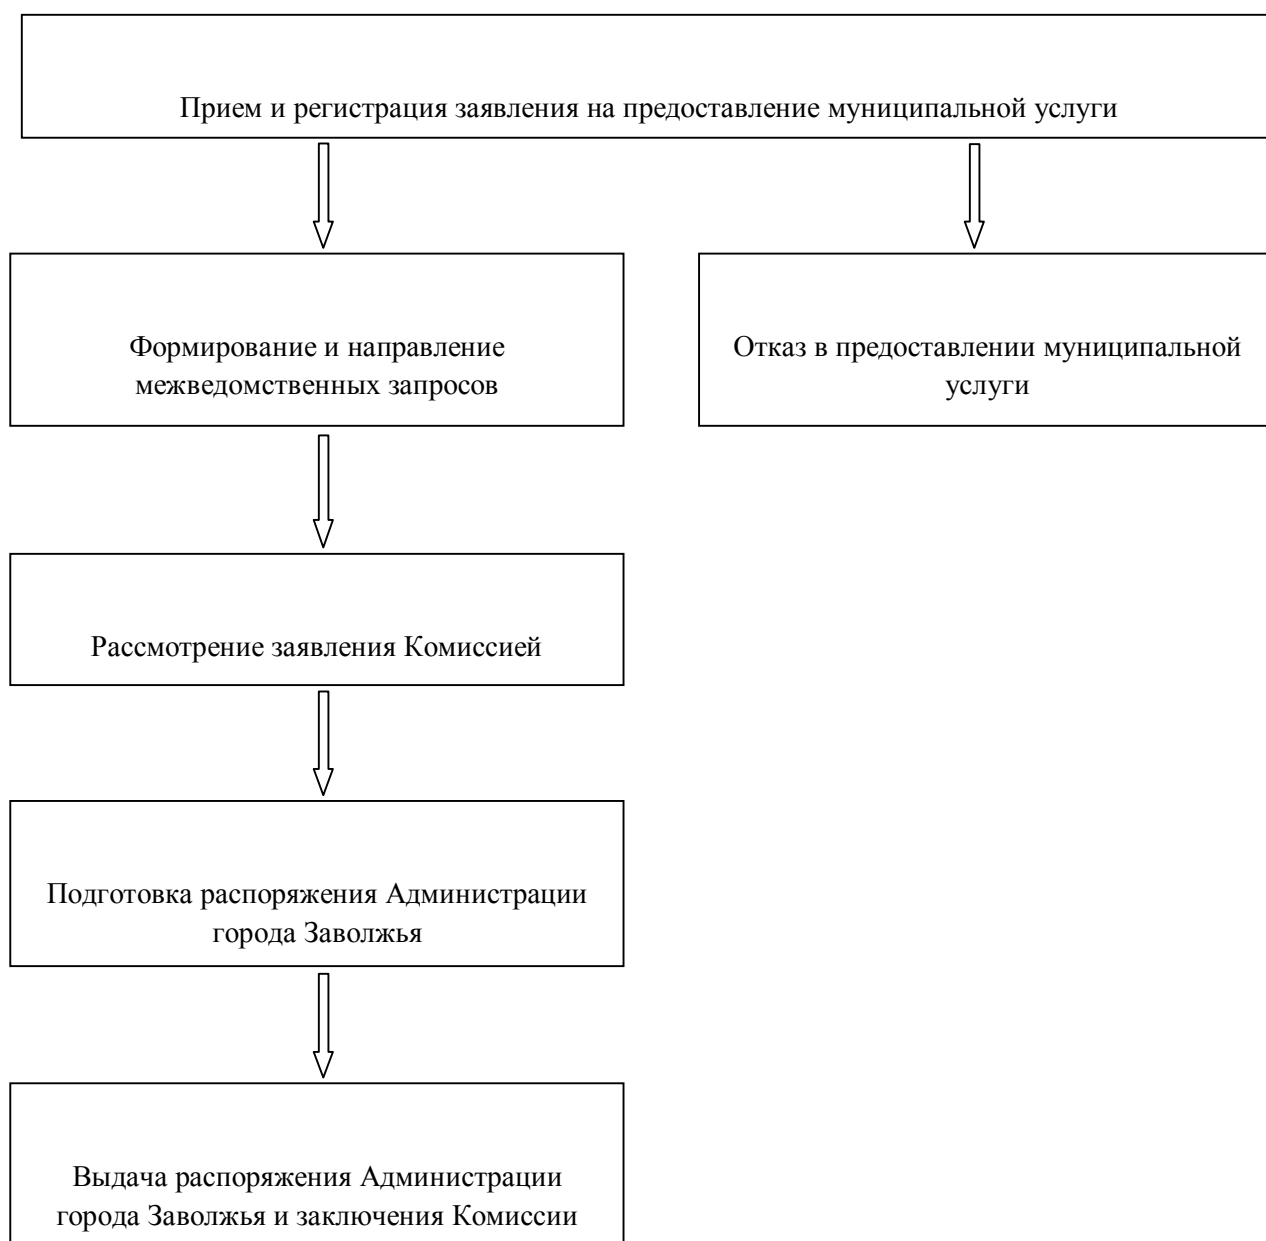 Прием и регистрация заявления на предоставление муниципальной услуги
Формирование и направление
межведомственных запросов
Отказ в предоставлении муниципальной
услуги
Рассмотрение заявления Комиссией
Подготовка распоряжения Администрации
города Заволжья
Выдача распоряжения Администрации
города Заволжья и заключения Комиссии